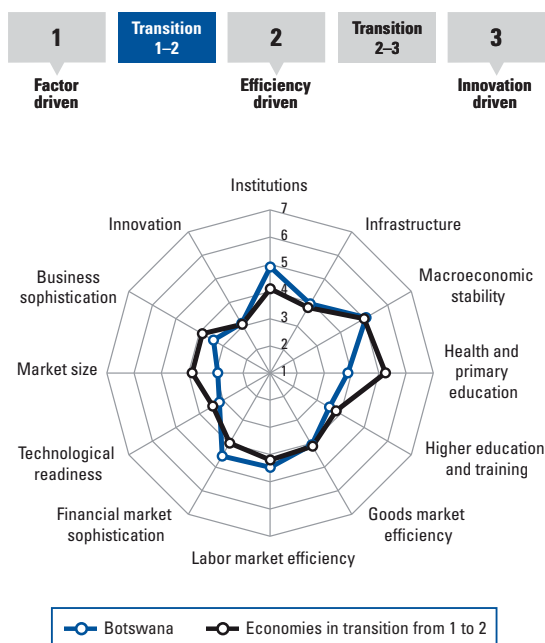 1
Transition
1–2
2
Transition
2–3
3
Factor
driven
Efficiency
driven
Innovation
driven
Institutions
7
Innovation
Infrastructure
6
Business
sophistication
5
Macroeconomic
stability
4
3
2
Market size
1
Health and
primary
education
Technological
readiness
Higher education
and training
Financial market
sophistication
Goods market
efficiency
Labor market efficiency
Botswana
Economies in transition from 1 to 2